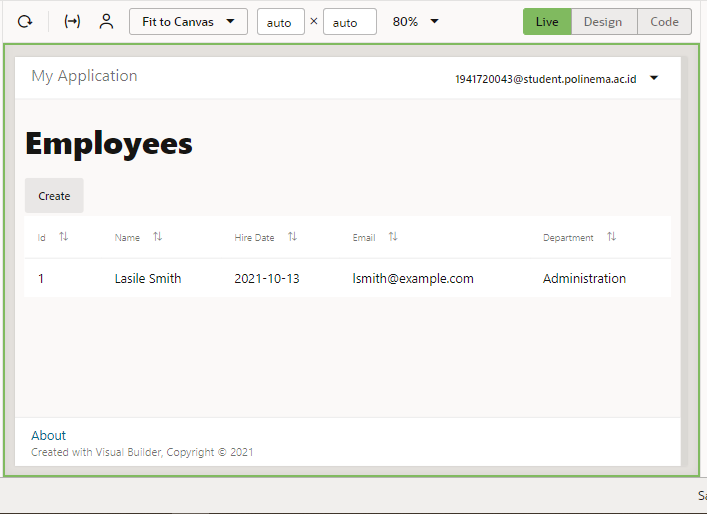 Fit to Canvas auto × auto 80% Live Design Code
My Application 1941720043@student.polinema.ac.id
Employees
Create
Id Name Hire Date Email Department
1 Lasile Smith 2021-10-13 lsmith@example.com Administration
About
Created with Visual Builder, Copyright © 2021